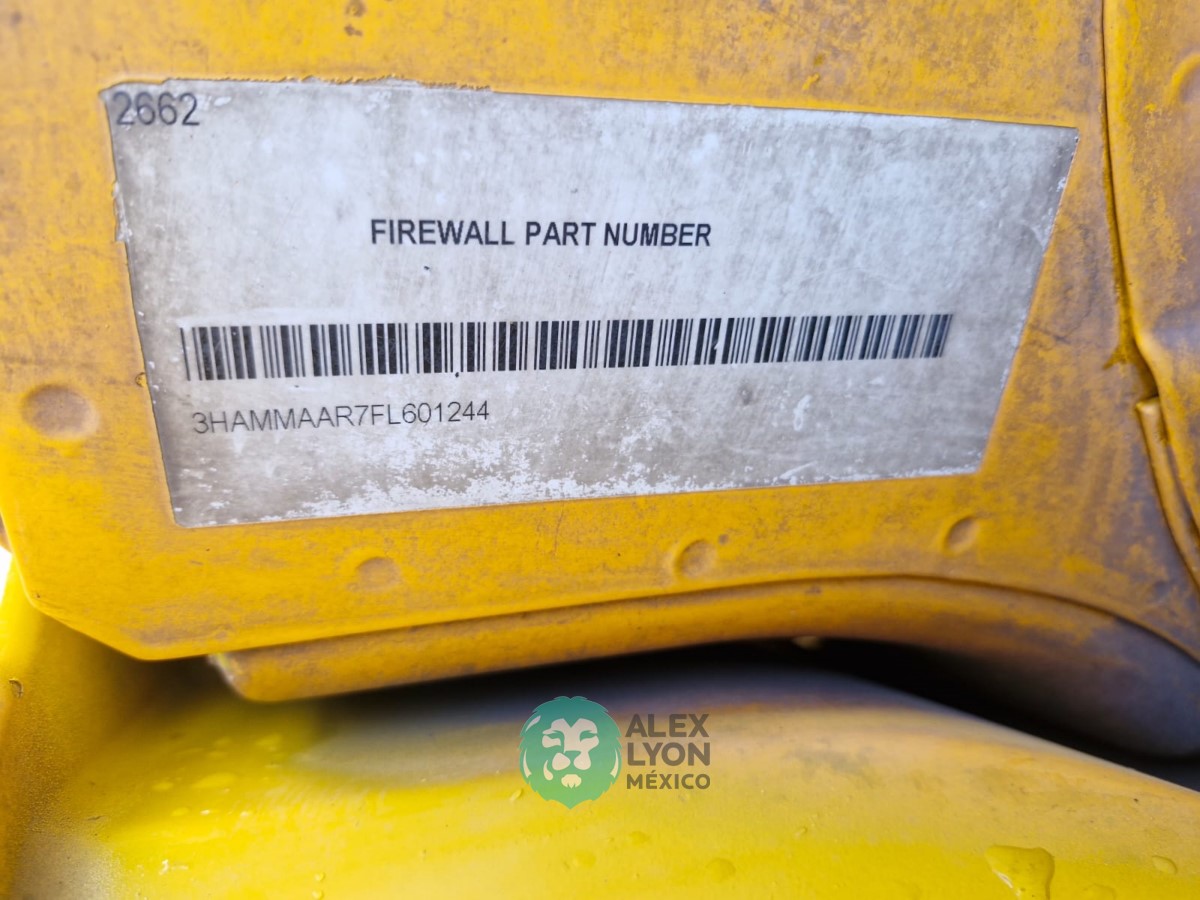 2662
FIREWALL PART NUMBER
3HAMMAAR7FL601244
ALEX
LYON
MÉXICO